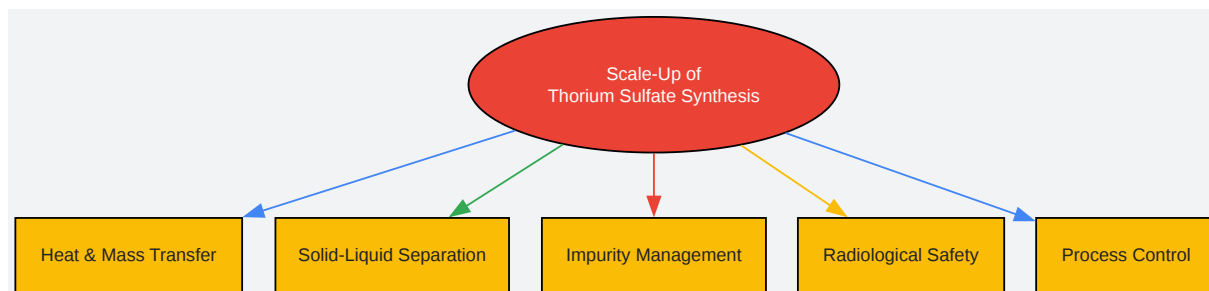 Scale-Up of
Thorium Sulfate Synthesis
Heat & Mass Transfer
Solid-Liquid Separation
Impurity Management
Radiological Safety
Process Control